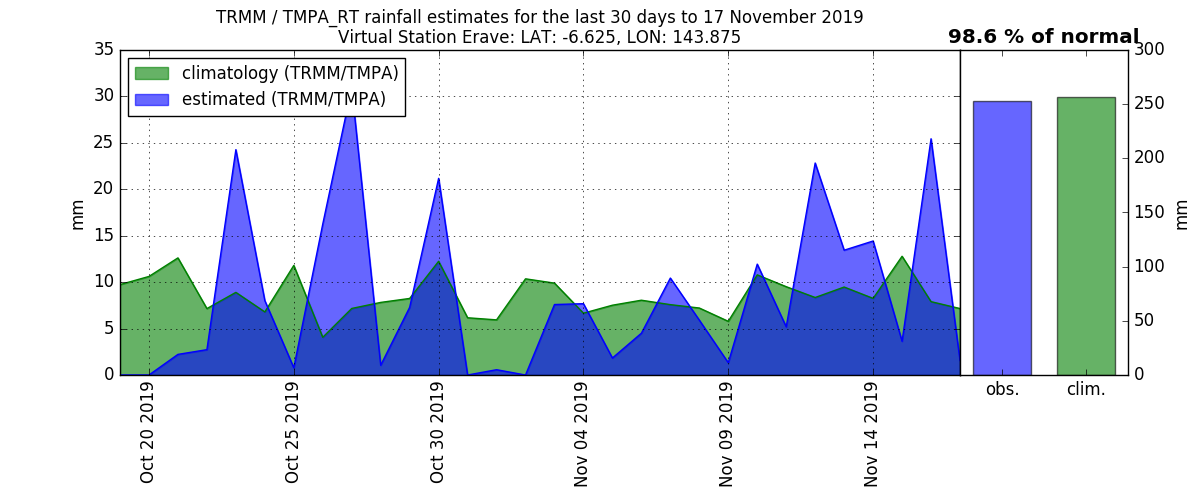 TRMM / TMPA_RT rainfall estimates for the last 30 days to 17 November 2019
Virtual Station Erave: LAT: -6.625, LON: 143.875
98.6 % of normal
climatology (TRMM/TMPA)
estimated (TRMM/TMPA)
35
30
25
20
15
10
5
0
mm
Oct 20 2019
Oct 25 2019
Oct 30 2019
Nov 04 2019
Nov 09 2019
Nov 14 2019
obs.
clim.
300
250
200
150
100
50
0
mm